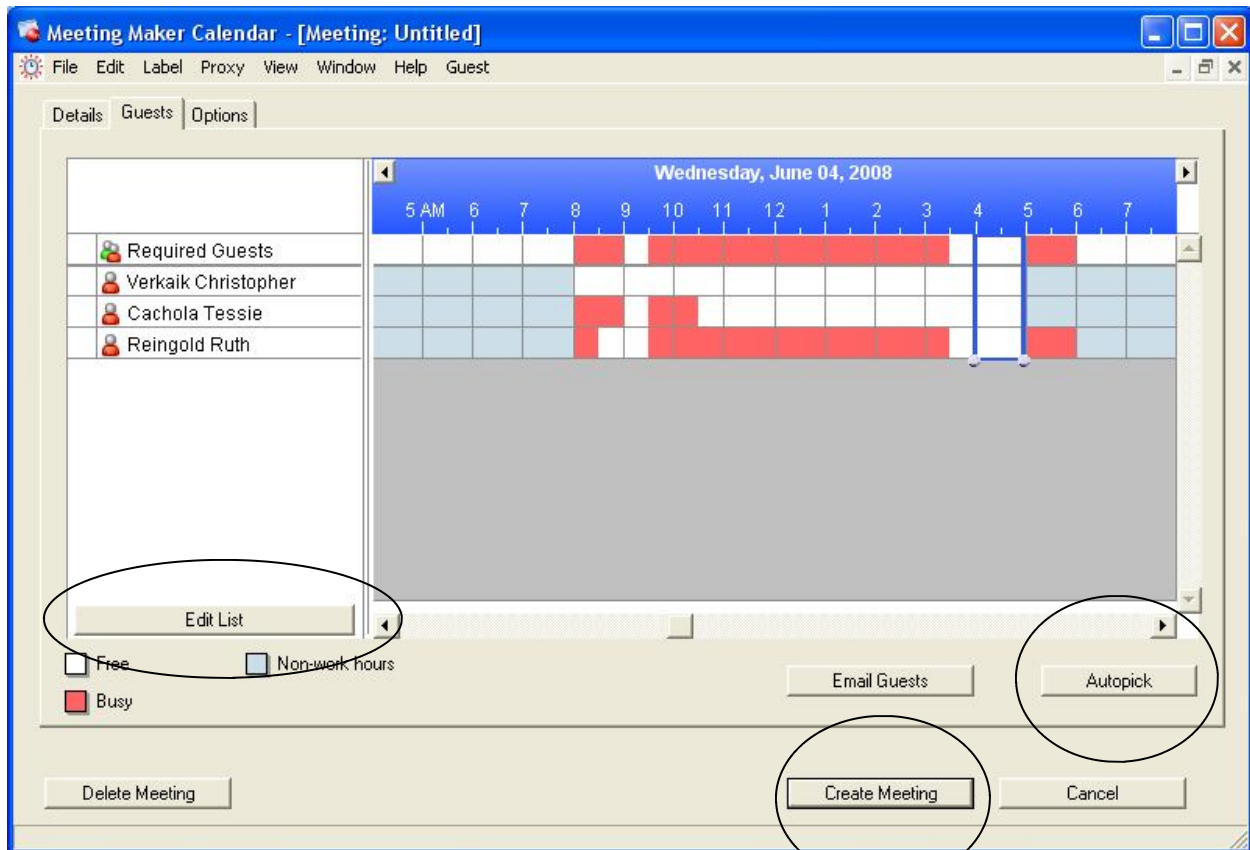 Meeting Maker Calendar - [Meeting: Untitled]
File Edit Label Proxy View Window Help Guest
Details Guests Options
Wednesday, June 04, 2008
5 AM 6 7 8 9 10 11 12 1 2 3 4 5 6 7
Required Guests
Verkaik Christopher
Cachola Tessie
Reingold Ruth
Edit List
Free Non-work hours
Busy
Email Guests Autopick
Delete Meeting Create Meeting Cancel